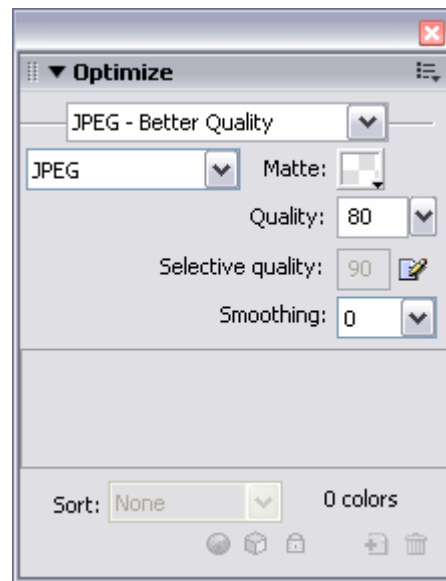 Optimize
JPEG - Better Quality
JPEG Matte:
Quality: 80
Selective quality: 90
Smoothing: 0
Sort: None 0 colors